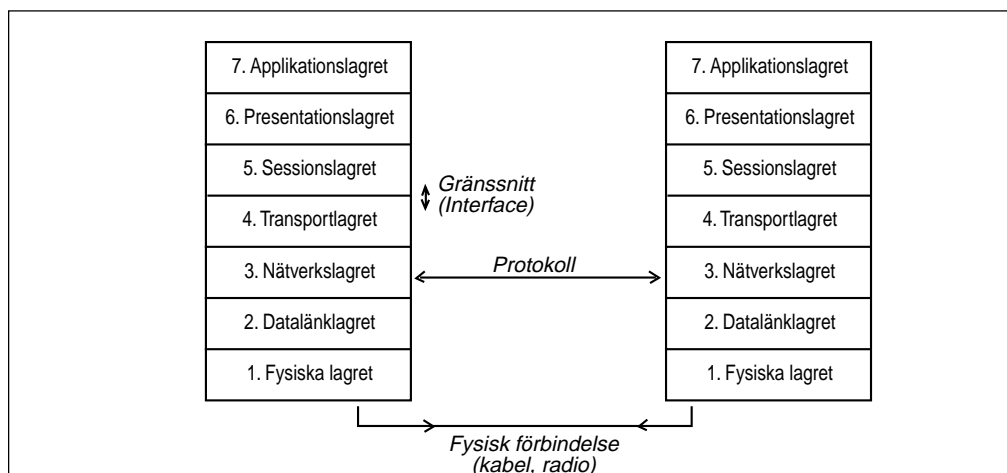 7. Applikationslagret
6. Presentationslagret
5. Sessionslagret
4. Transportlagret
3. Nätverkslagret
2. Datalänklagret
1. Fysiska lagret
Gränssnitt
(Interface)
Protokoll
7. Applikationslagret
6. Presentationslagret
5. Sessionslagret
4. Transportlagret
3. Nätverkslagret
2. Datalänklagret
1. Fysiska lagret
Fysisk förbindelse
(kabel, radio)